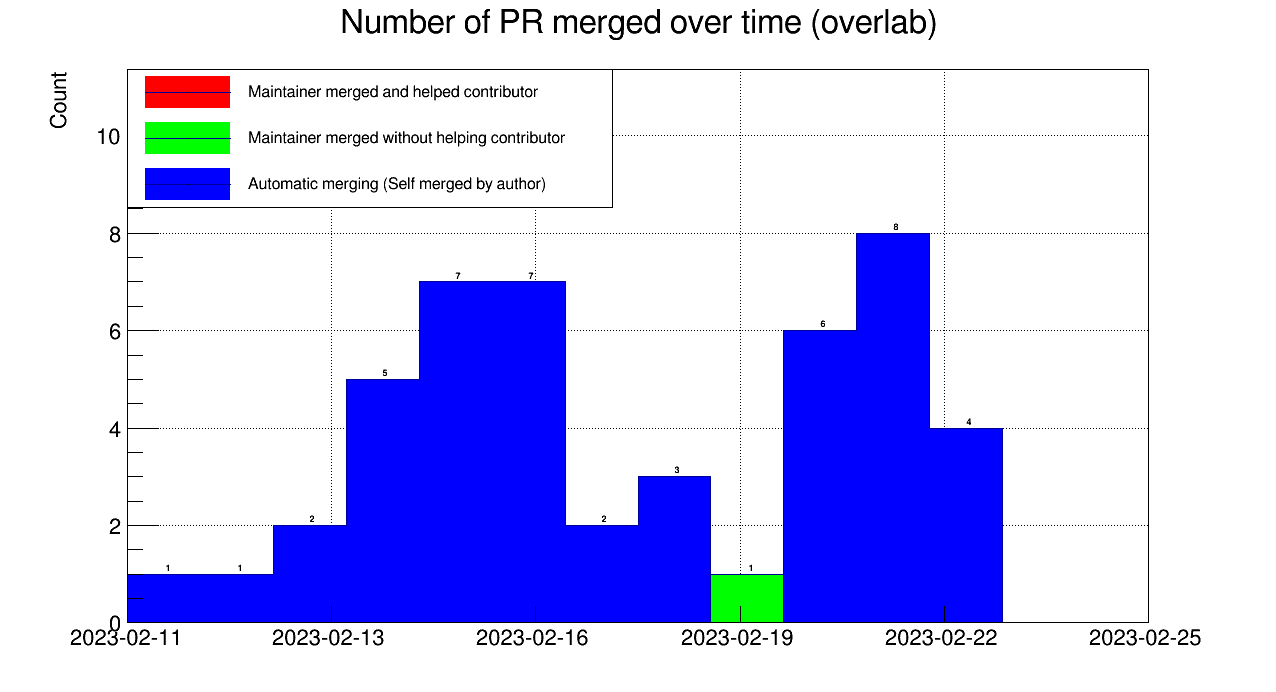 Number of PR merged over time (overlab)
Count
Maintainer merged and helped contributor
Maintainer merged without helping contributor
Automatic merging (Self merged by author)
10
8
6
4
2
0
1 1 2 5 7 7 2 3 1 6 8 4
2023-02-11 2023-02-13 2023-02-16 2023-02-19 2023-02-22 2023-02-25